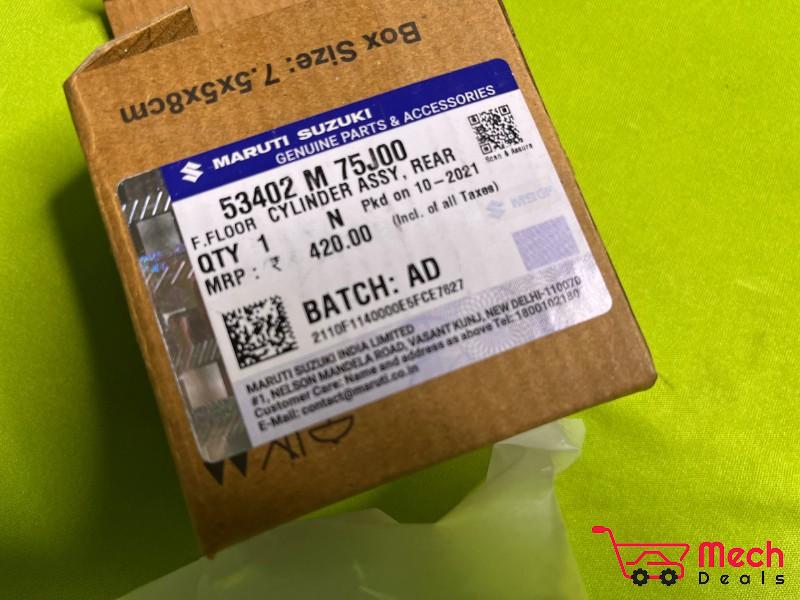 Box Size: 7.5x5x8cm
MARUTI SUZUKI
GENUINE PARTS & ACCESSORIES
53402 M 75J00
F.FLOOR CYLINDER ASSY, REAR
QTY 1 N Pkd on 10-2021
MRP : ₹ 420.00 (Incl. of all Taxes)
Scan & Assure
MSGP
BATCH: AD
2110F1140000E5FCE7627
MARUTI SUZUKI INDIA LIMITED
#1, NELSON MANDELA ROAD, VASANT KUNJ, NEW DELHI-110070
Customer Care: Name and address as above Tel: 1800102180
E-Mail: contact@maruti.co.in
Mech
Deals